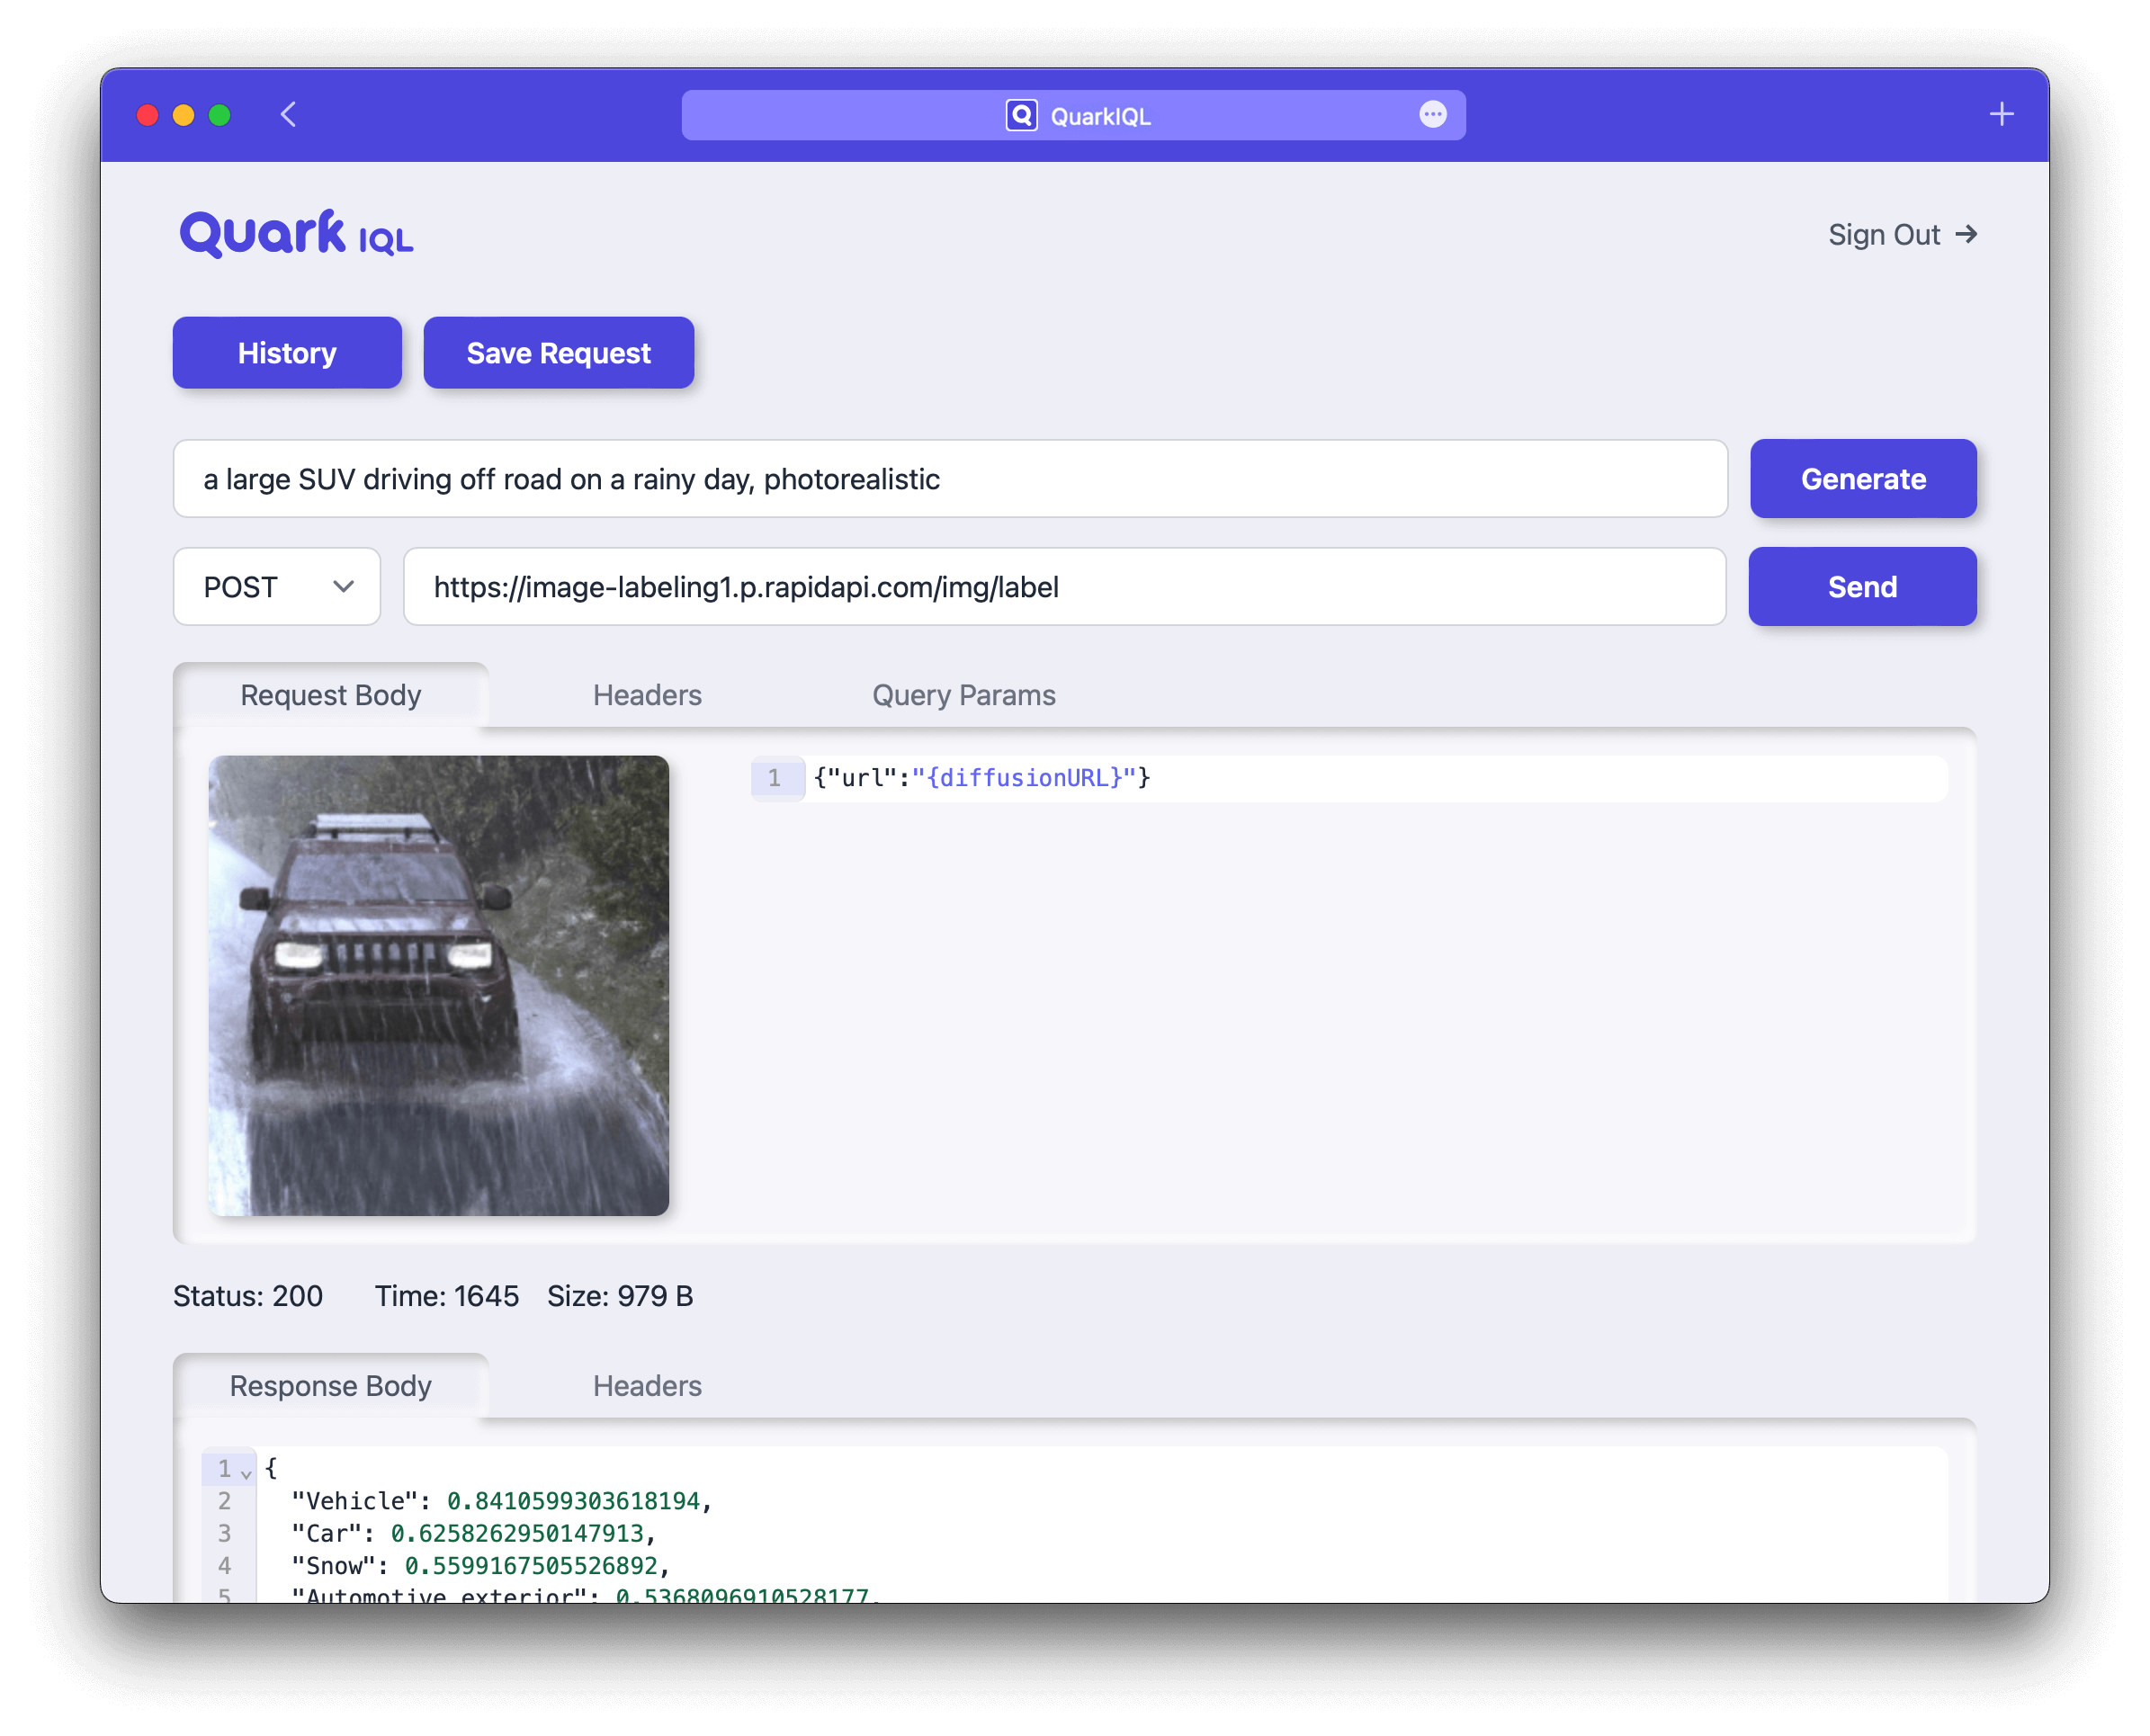 QuarkIQL
Quark IQL
Sign Out →
History
Save Request
a large SUV driving off road on a rainy day, photorealistic
Generate
POST
https://image-labeling1.p.rapidapi.com/img/label
Send
Request Body
Headers
Query Params
1 {"url":"{diffusionURL}"}
Status: 200
Time: 1645
Size: 979 B
Response Body
Headers
1 {
2 "Vehicle": 0.8410599303618194,
3 "Car": 0.6258262950147913,
4 "Snow": 0.5599167505526892,
5 "Automotive exterior": 0.5368096910528177,